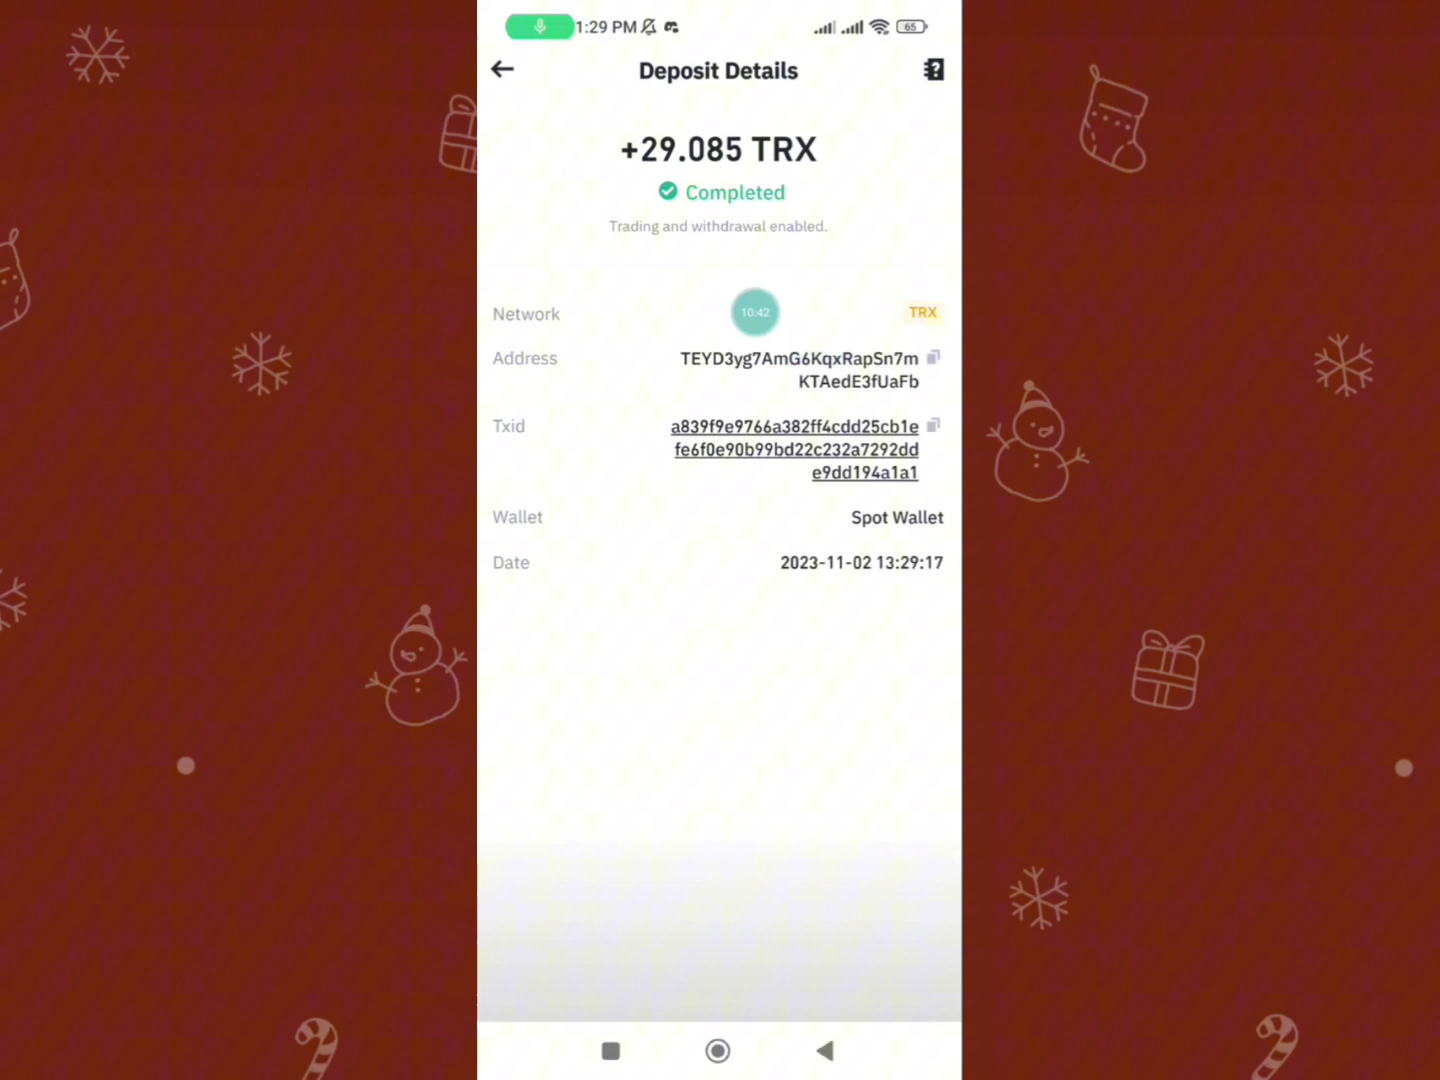 1:29 PM
65
Deposit Details
+29.085 TRX
Completed
Trading and withdrawal enabled.
Network 10:42 TRX
Address TEYD3yg7AmG6KqxRapSn7m
KTAedE3fUaFb
Txid a839f9e9766a382ff4cdd25cb1e
fe6f0e90b99bd22c232a7292dd
e9dd194a1a1
Wallet Spot Wallet
Date 2023-11-02 13:29:17